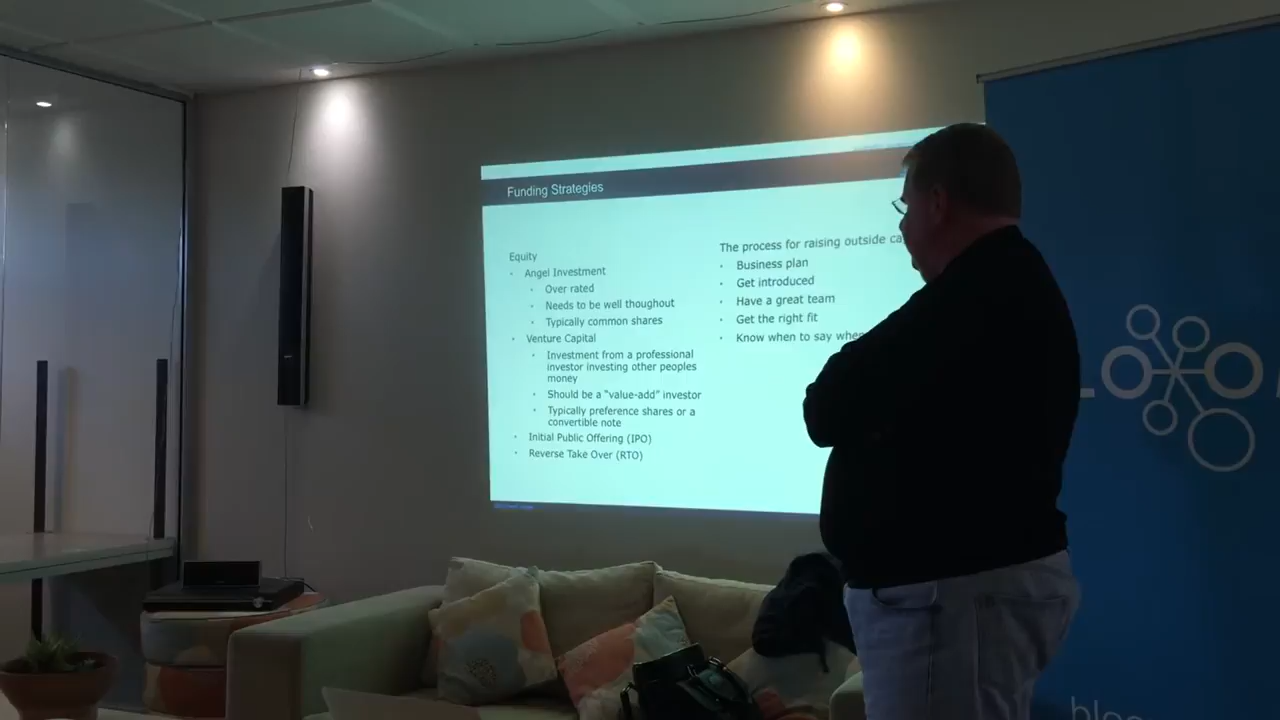 Funding Strategies
Equity
Angel Investment
Over rated
Needs to be well thoughout
Typically common shares
Venture Capital
Investment from a professional
investor investing other peoples
money
Should be a "value-add" investor
Typically preference shares or a
convertible note
Initial Public Offering (IPO)
Reverse Take Over (RTO)
The process for raising outside
Business plan
Get introduced
Have a great team
Get the right fit
Know when to say